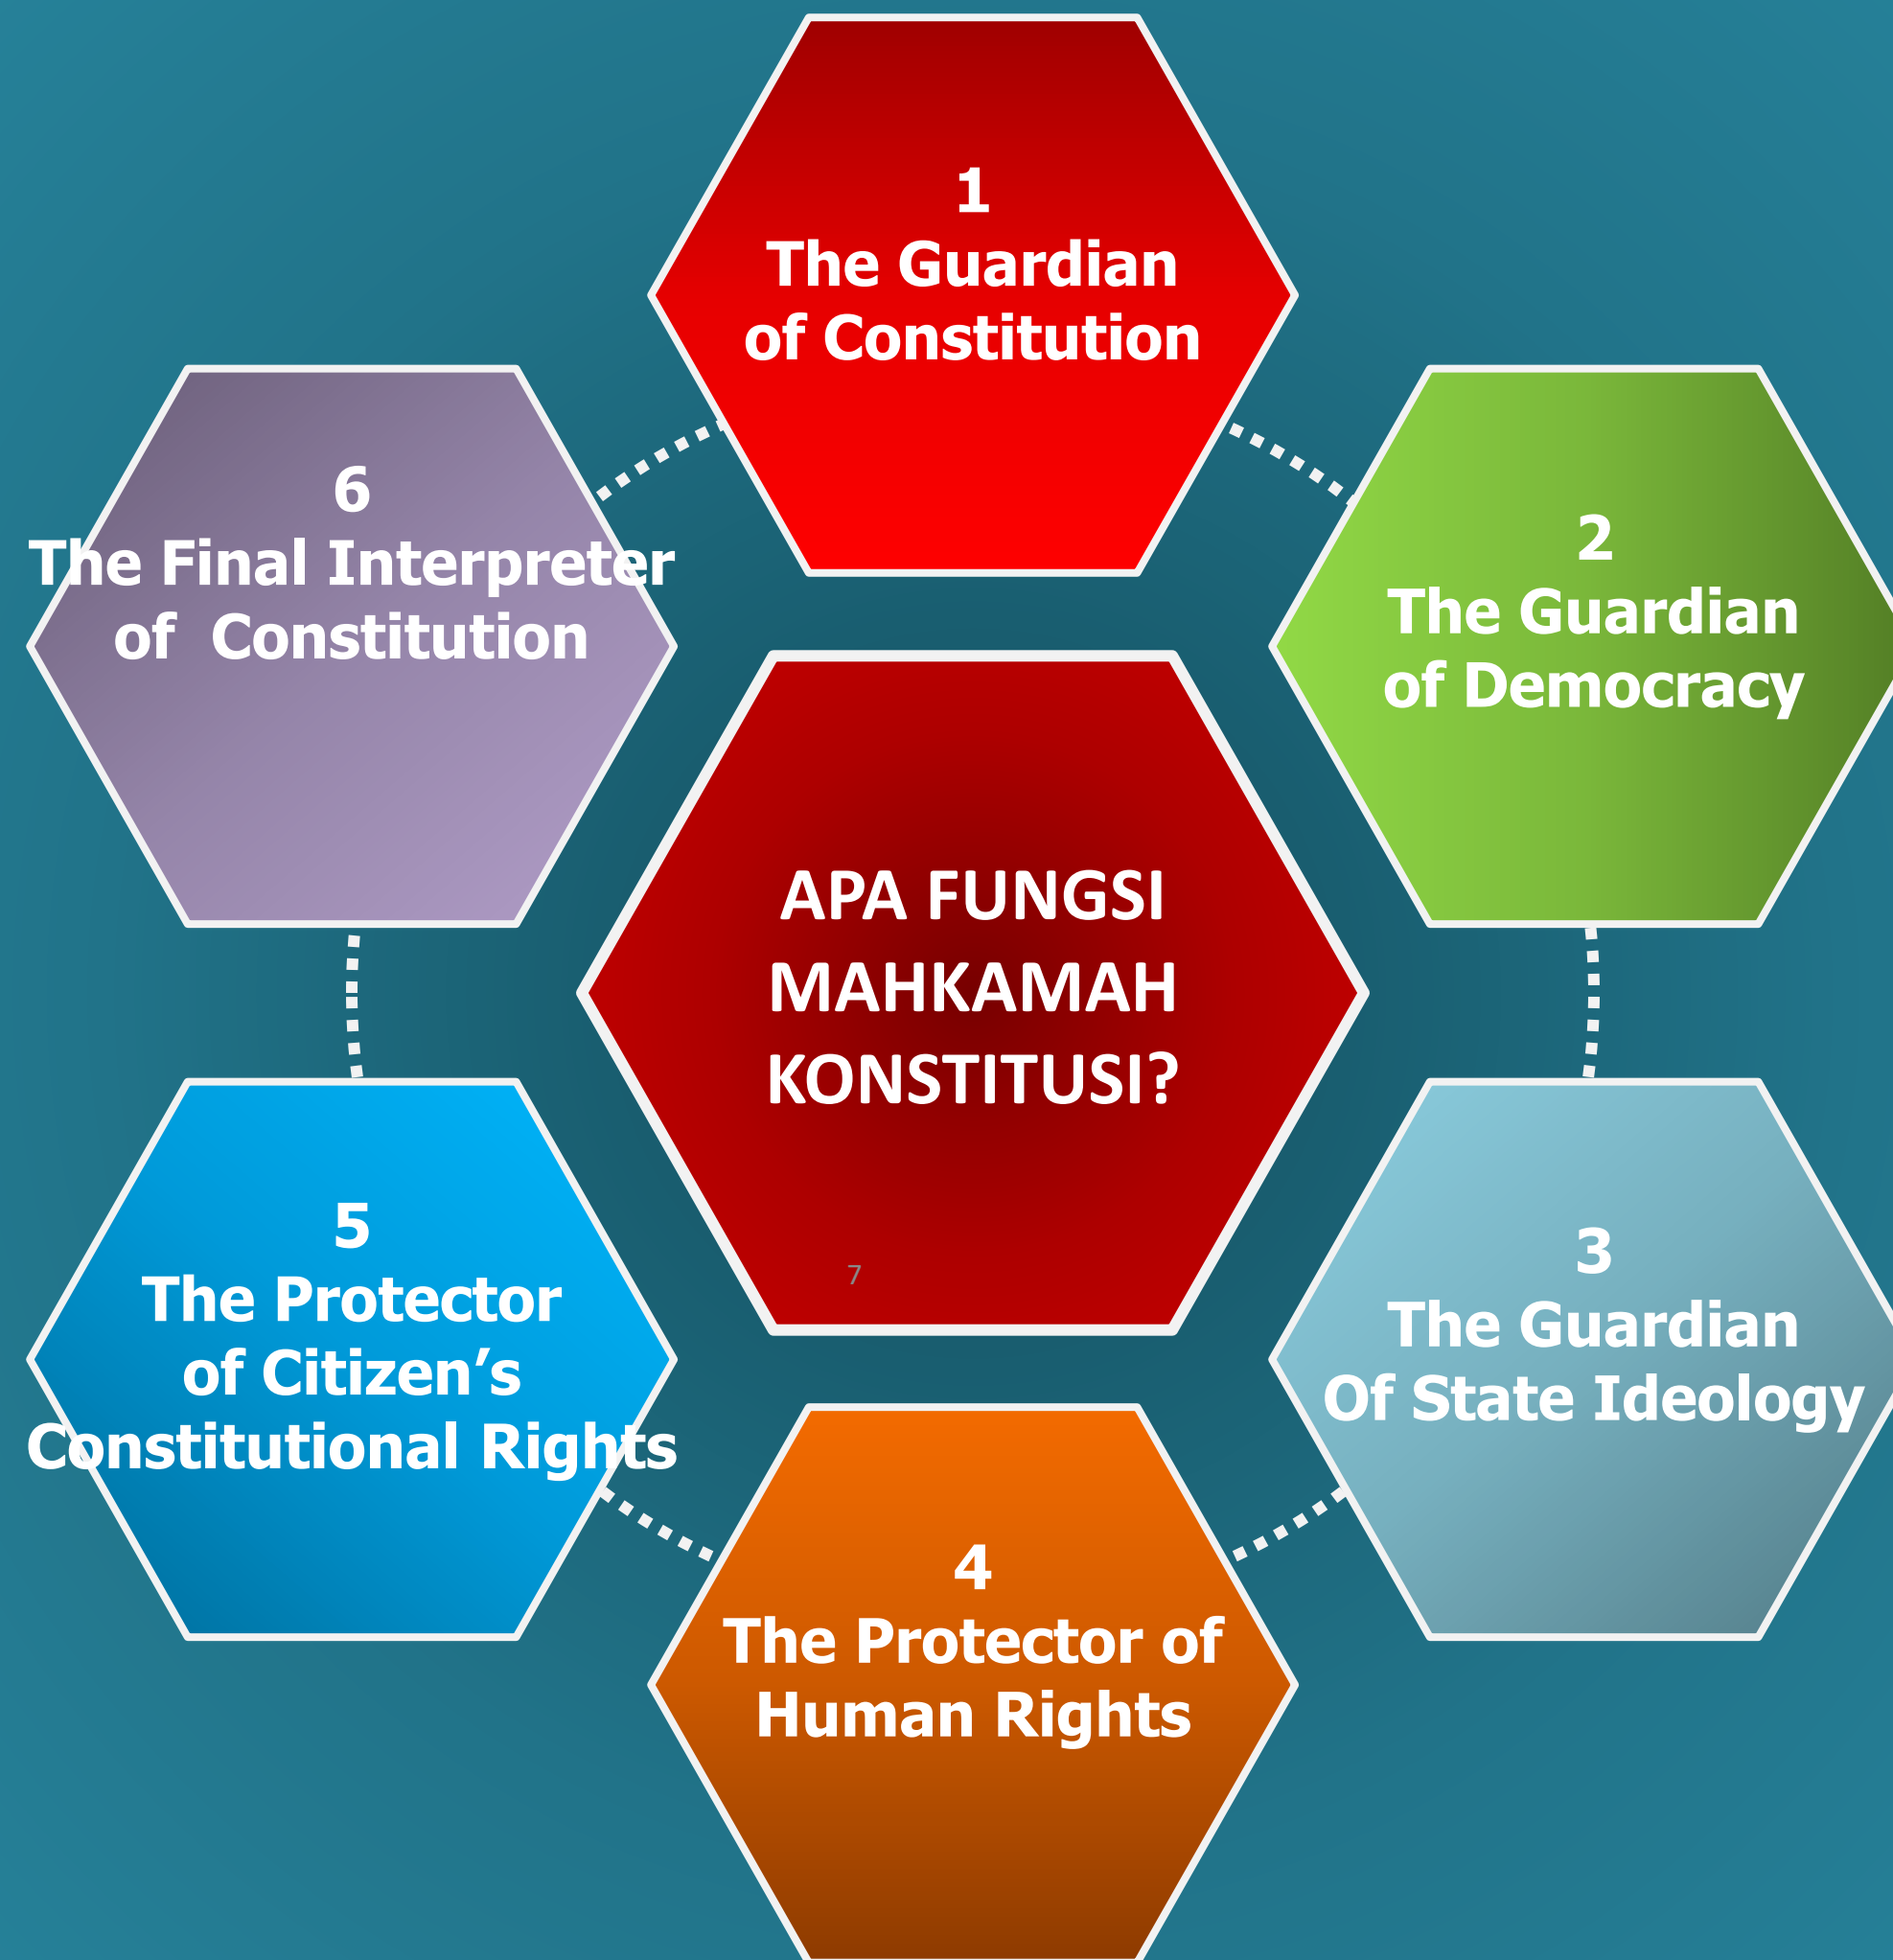 1
The Guardian
of Constitution
2
The Guardian
of Democracy
3
The Guardian
Of State Ideology
4
The Protector of
Human Rights
5
The Protector
of Citizen’s
Constitutional Rights
6
The Final Interpreter
of  Constitution
APA FUNGSI
MAHKAMAH
KONSTITUSI?
7